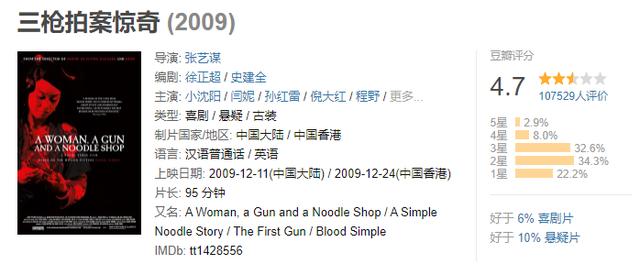 三枪拍案惊奇 (2009)
A WOMAN, A GUN
AND A NOODLE SHOP
导演: 张艺谋
编剧: 徐正超 / 史建全
主演: 小沈阳 / 闫妮 / 孙红雷 / 倪大红 / 程野 / 更多...
类型: 喜剧 / 悬疑 / 古装
制片国家/地区: 中国大陆 / 中国香港
语言: 汉语普通话 / 英语
上映日期: 2009-12-11(中国大陆) / 2009-12-24(中国香港)
片长: 95 分钟
又名: A Woman, a Gun and a Noodle Shop / A Simple
Noodle Story / The First Gun / Blood Simple
IMDb: tt1428556
豆瓣评分
4.7
107529人评价
5星 2.9%
4星 8.0%
3星 32.6%
2星 34.3%
1星 22.2%
好于 6% 喜剧片
好于 10% 悬疑片